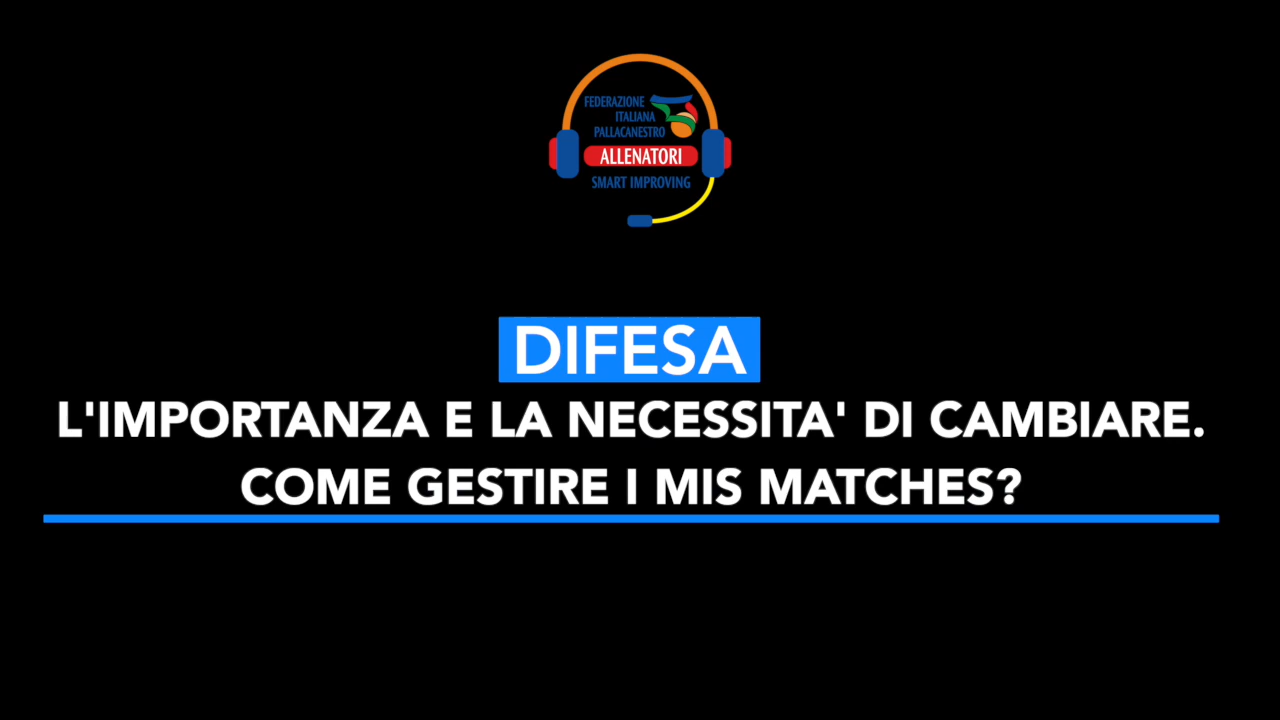 FEDERAZIONE
ITALIANA
PALLACANESTRO
ALLENATORI
SMART IMPROVING
DIFESA
L'IMPORTANZA E LA NECESSITA' DI CAMBIARE.
COME GESTIRE I MIS MATCHES?